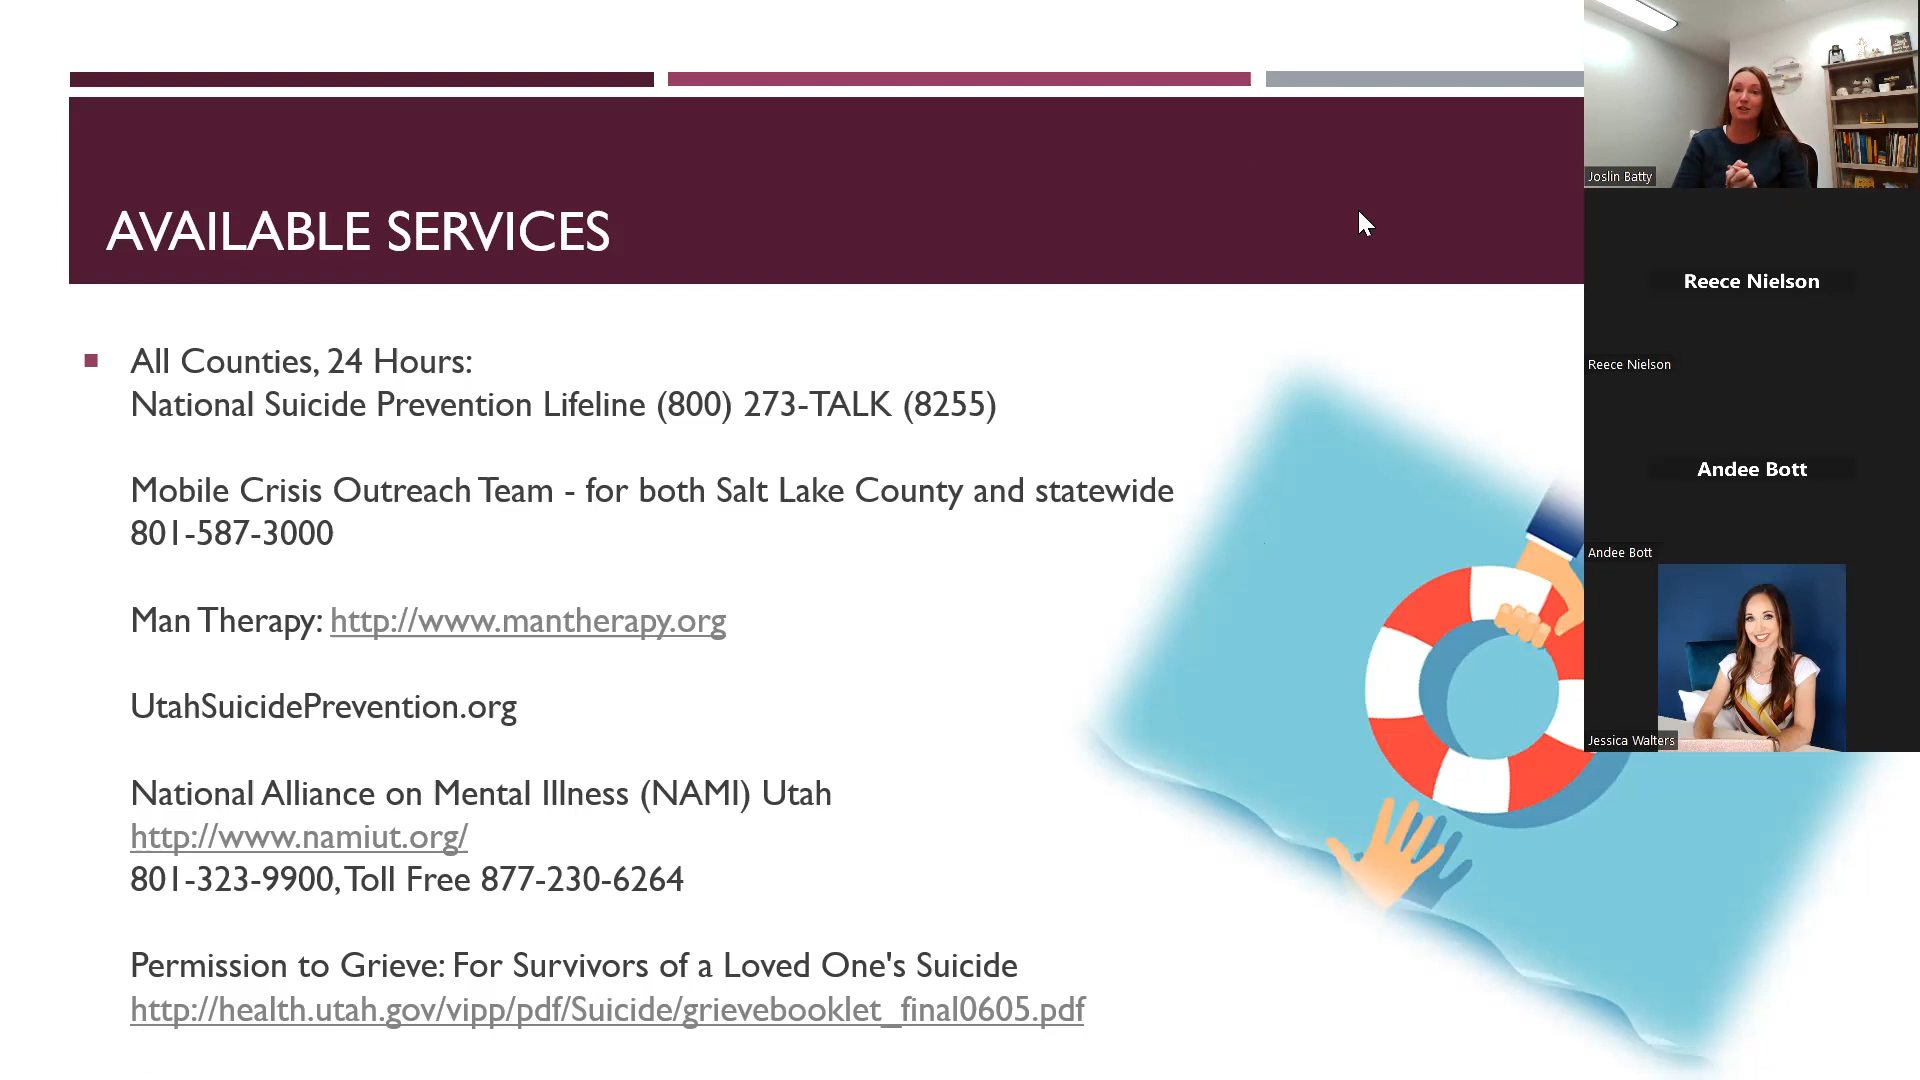 AVAILABLE SERVICES
All Counties, 24 Hours:
National Suicide Prevention Lifeline (800) 273-TALK (8255)
Mobile Crisis Outreach Team - for both Salt Lake County and statewide
801-587-3000
Man Therapy: http://www.mantherapy.org
UtahSuicidePrevention.org
National Alliance on Mental Illness (NAMI) Utah
http://www.namiut.org/
801-323-9900, Toll Free 877-230-6264
Permission to Grieve: For Survivors of a Loved One's Suicide
http://health.utah.gov/vipp/pdf/Suicide/grievebooklet_final0605.pdf
Joslin Batty
Reece Nielson
Reece Nielson
Andee Bott
Andee Bott
Jessica Walters